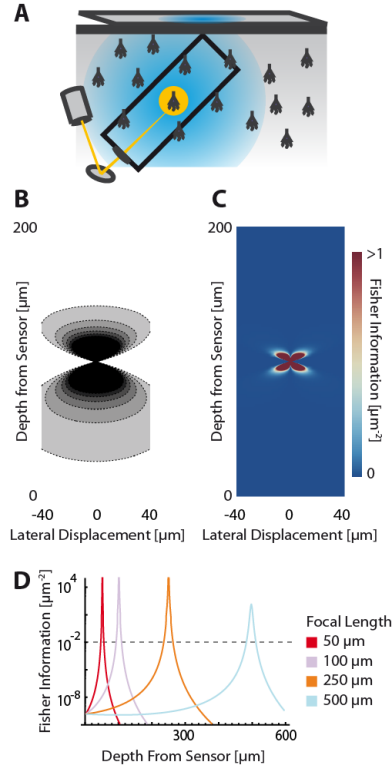 A
B
C
200
200
Depth from Sensor [µm]
Depth from Sensor [µm]
0
0
-40 0 40
-40 0 40
Lateral Displacement [µm]
Lateral Displacement [µm]
>1
Fisher Information [µm⁻²]
0
D
Fisher Information [µm⁻²]
10⁴
10⁻²
10⁻⁸
300
600
Depth From Sensor [µm]
Focal Length
50 µm
100 µm
250 µm
500 µm